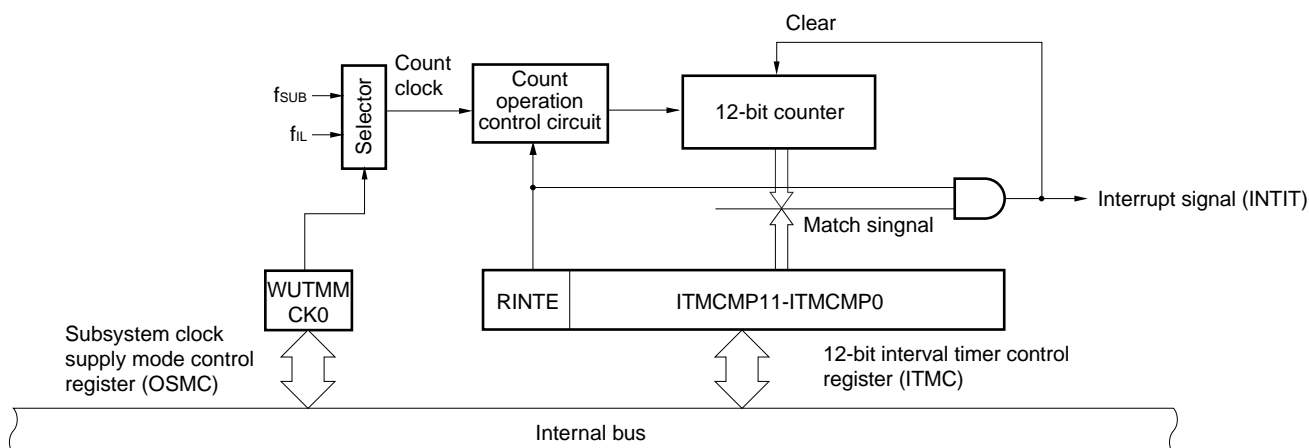 Clear
Count
clock
Selector
fSUB
fIL
Count
operation
control circuit
12-bit counter
Interrupt signal (INTIT)
Match singnal
WUTMM
CK0
RINTE
ITMCMP11-ITMCMP0
Subsystem clock
supply mode control
register (OSMC)
12-bit interval timer control
register (ITMC)
Internal bus